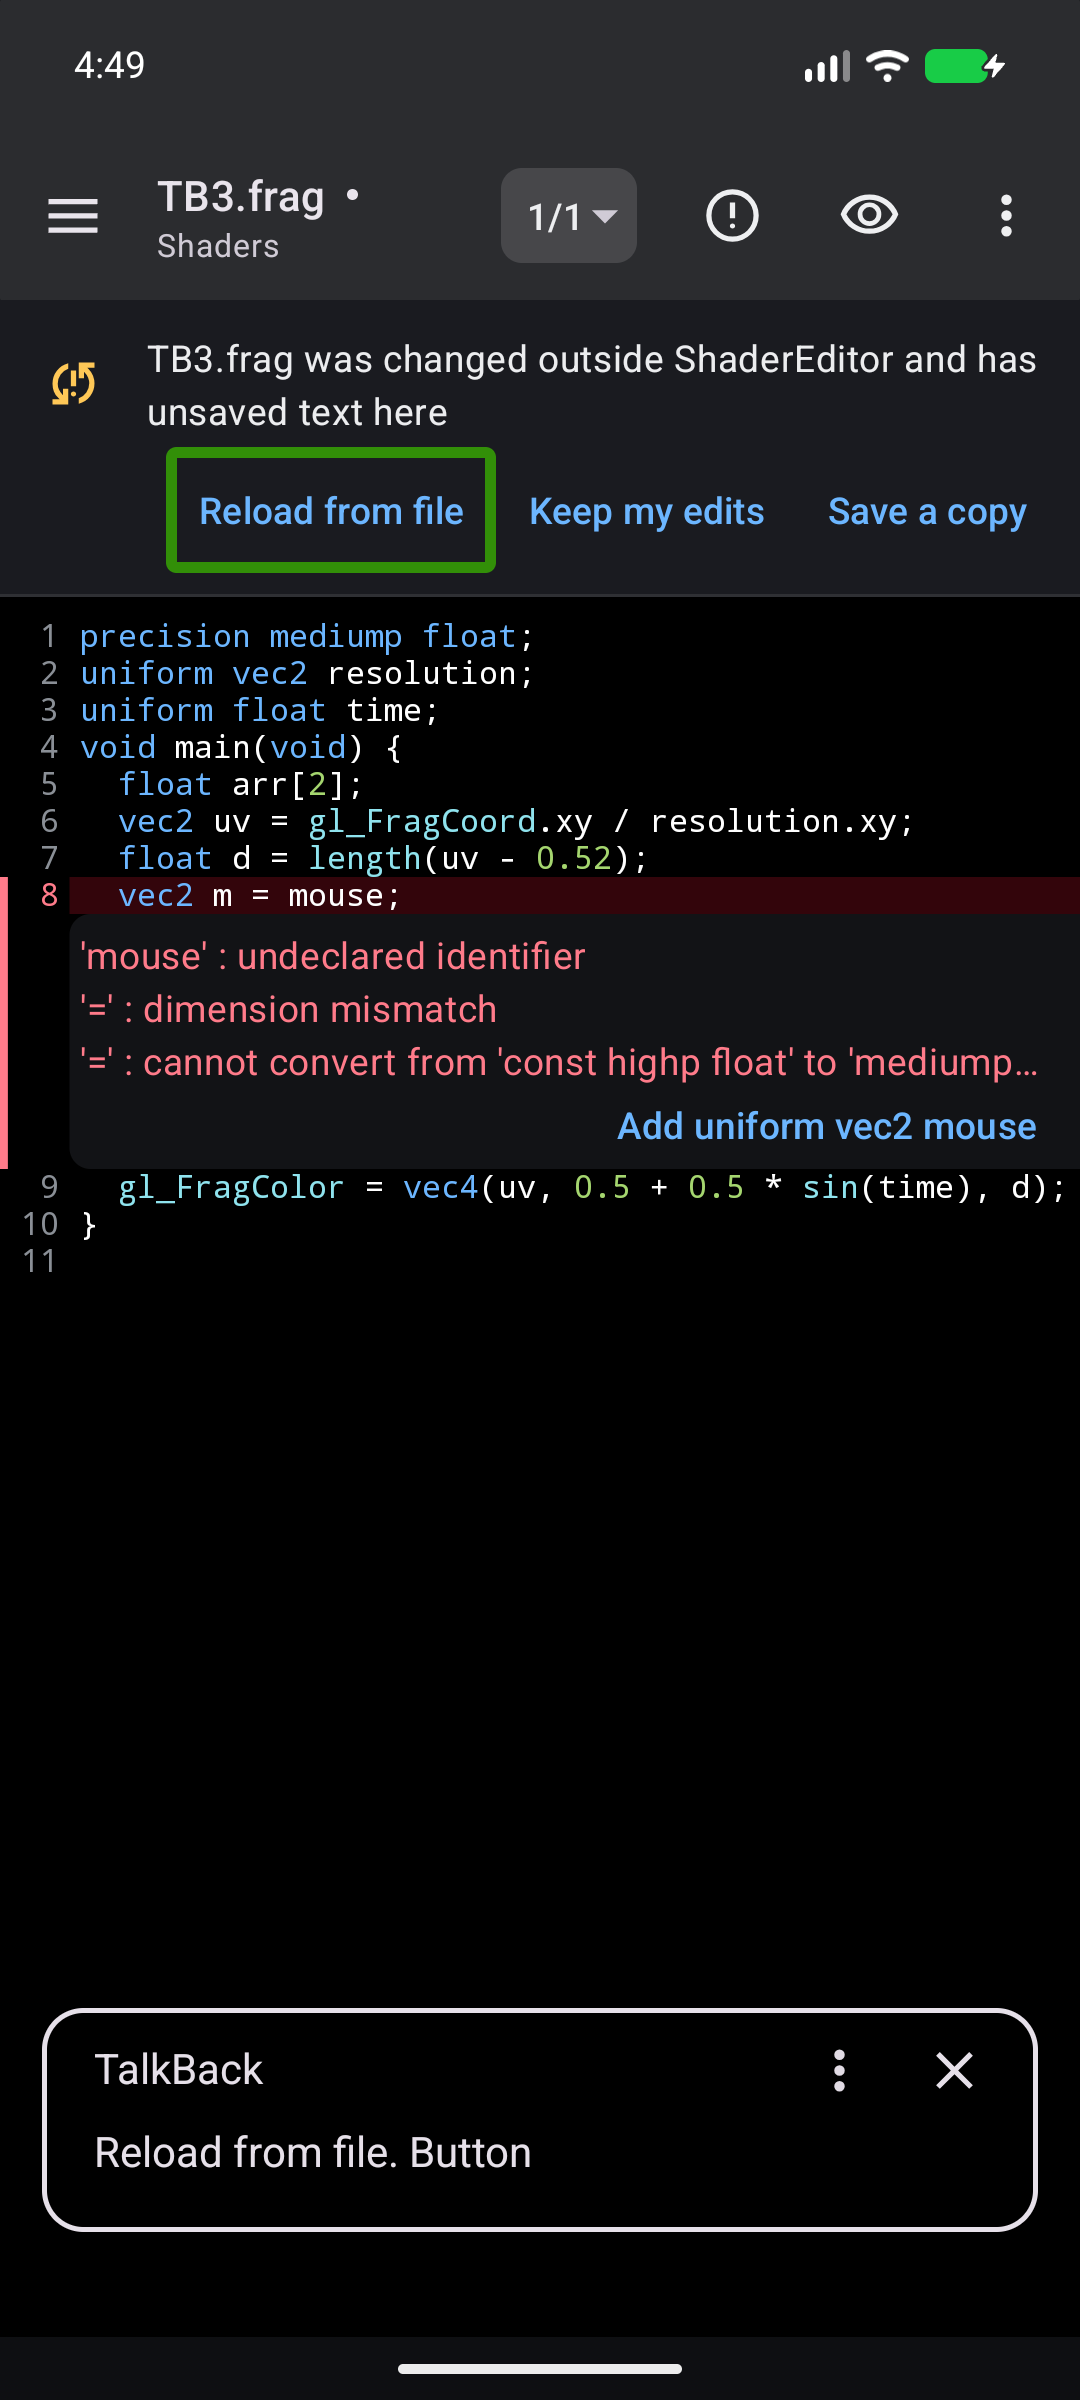 4:49
TB3.frag •
Shaders
1/1
TB3.frag was changed outside ShaderEditor and has
unsaved text here
Reload from file
Keep my edits
Save a copy
1 precision mediump float;
2 uniform vec2 resolution;
3 uniform float time;
4 void main(void) {
5   float arr[2];
6   vec2 uv = gl_FragCoord.xy / resolution.xy;
7   float d = length(uv - 0.52);
8   vec2 m = mouse;
'mouse' : undeclared identifier
'=' : dimension mismatch
'=' : cannot convert from 'const highp float' to 'mediump…
Add uniform vec2 mouse
9   gl_FragColor = vec4(uv, 0.5 + 0.5 * sin(time), d);
10 }
11
TalkBack
Reload from file. Button